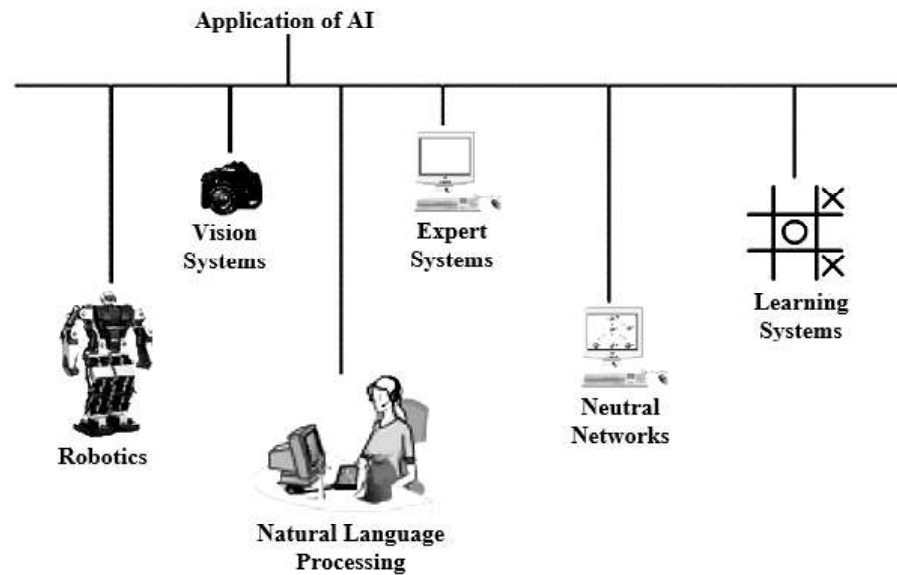 Application of AI
Vision
Systems
Expert
Systems
Learning
Systems
Robotics
Neutral
Networks
Natural Language
Processing